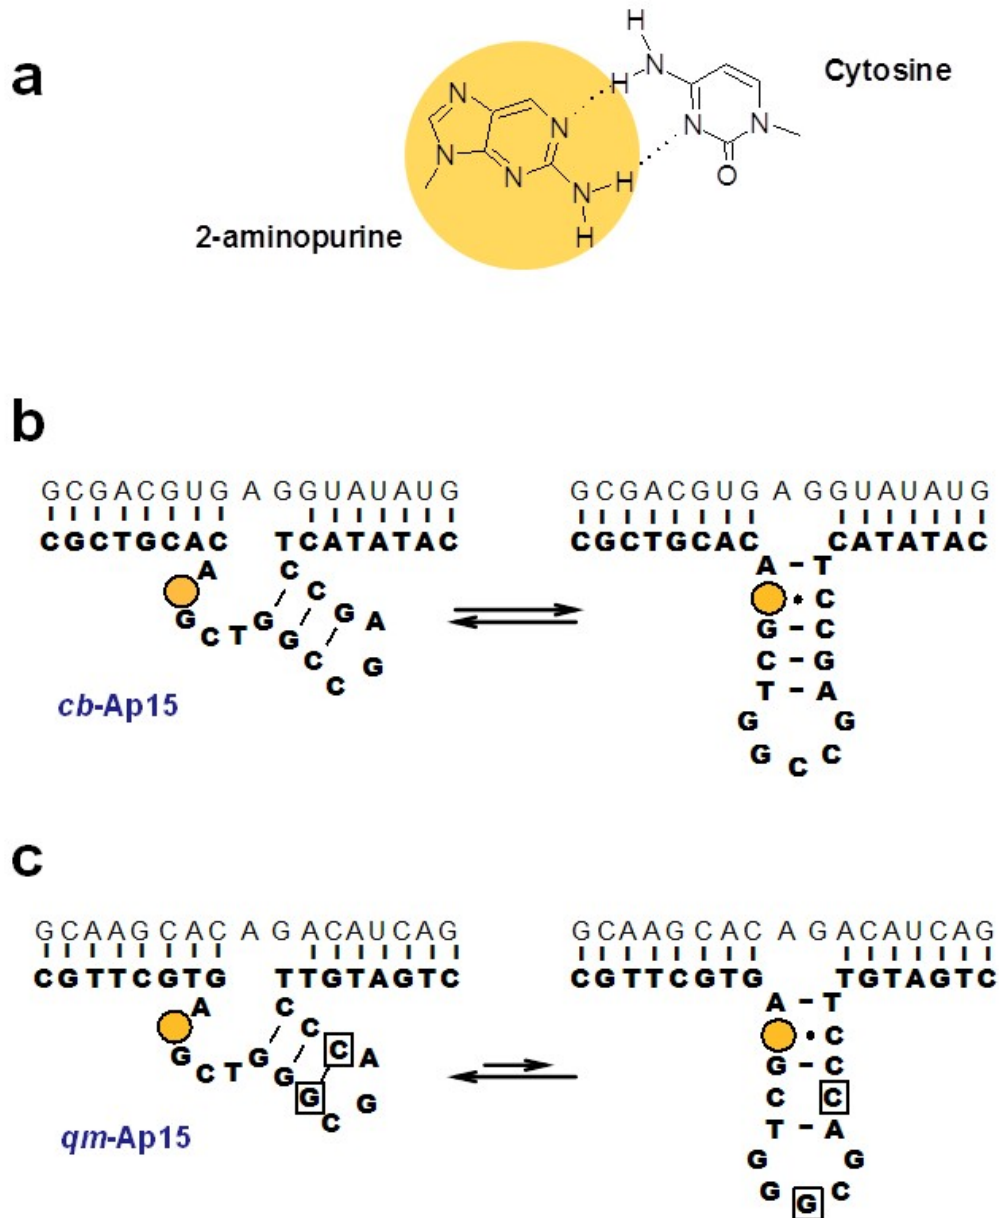 a
H
H N Cytosine
N N N N
N N H O
N
2-aminopurine H
b
GCGACGUG A GGUAUAUG GCGACGUG A GGUAUAUG
CGCTGCAC TCATATAC CGCTGCAC CATATAC
A C A T
C C
G C T G G G A G C
G C G C G
C T A
cb-Ap15 G G
G C C
c
GCAAGCAC A GACAUCAG GCAAGCAC A GACAUCAG
CGTTCGTG TTGTAGTC CGTTCGTG TGTAGTC
A C A T
C C A C
G C T G G G G C
C C C
T A
qm-Ap15 G G
G G C